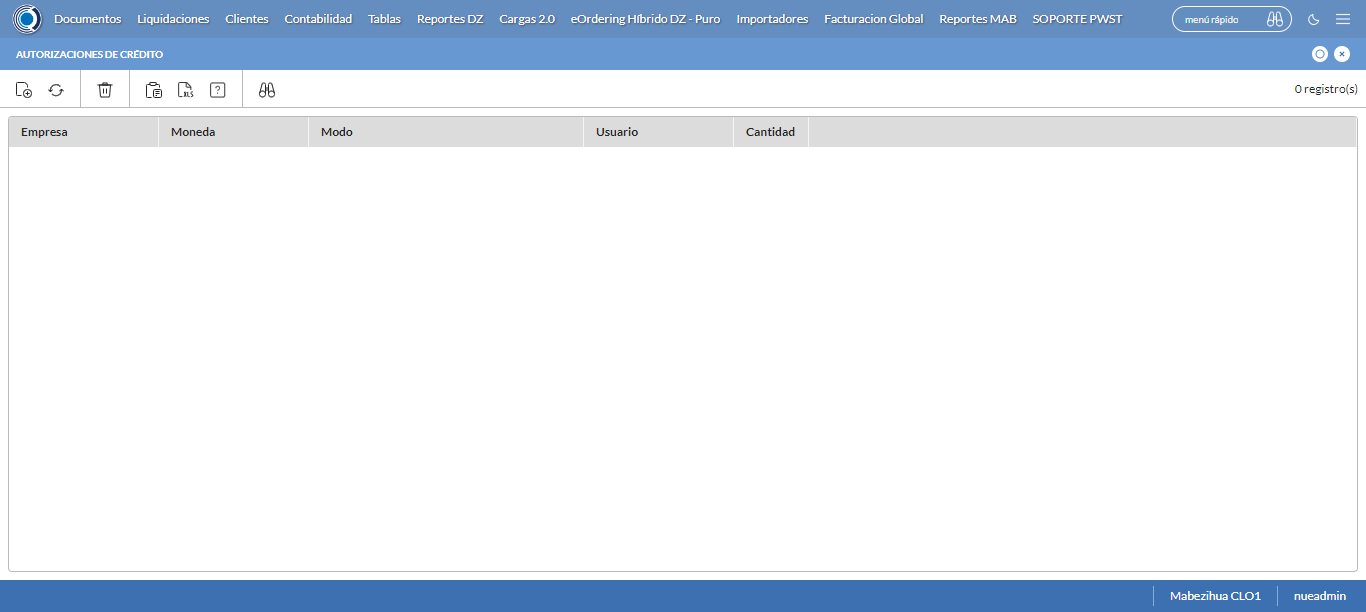 Documentos Liquidaciones Clientes Contabilidad Tablas Reportes DZ Cargas 2.0 eOrdering Híbrido DZ - Puro Importadores Facturacion Global Reportes MAB SOPORTE PWST menú rápido
AUTORIZACIONES DE CRÉDITO
XLS ? 0 registro(s)
Empresa Moneda Modo Usuario Cantidad
Mabezihua CLO1 nueadmin